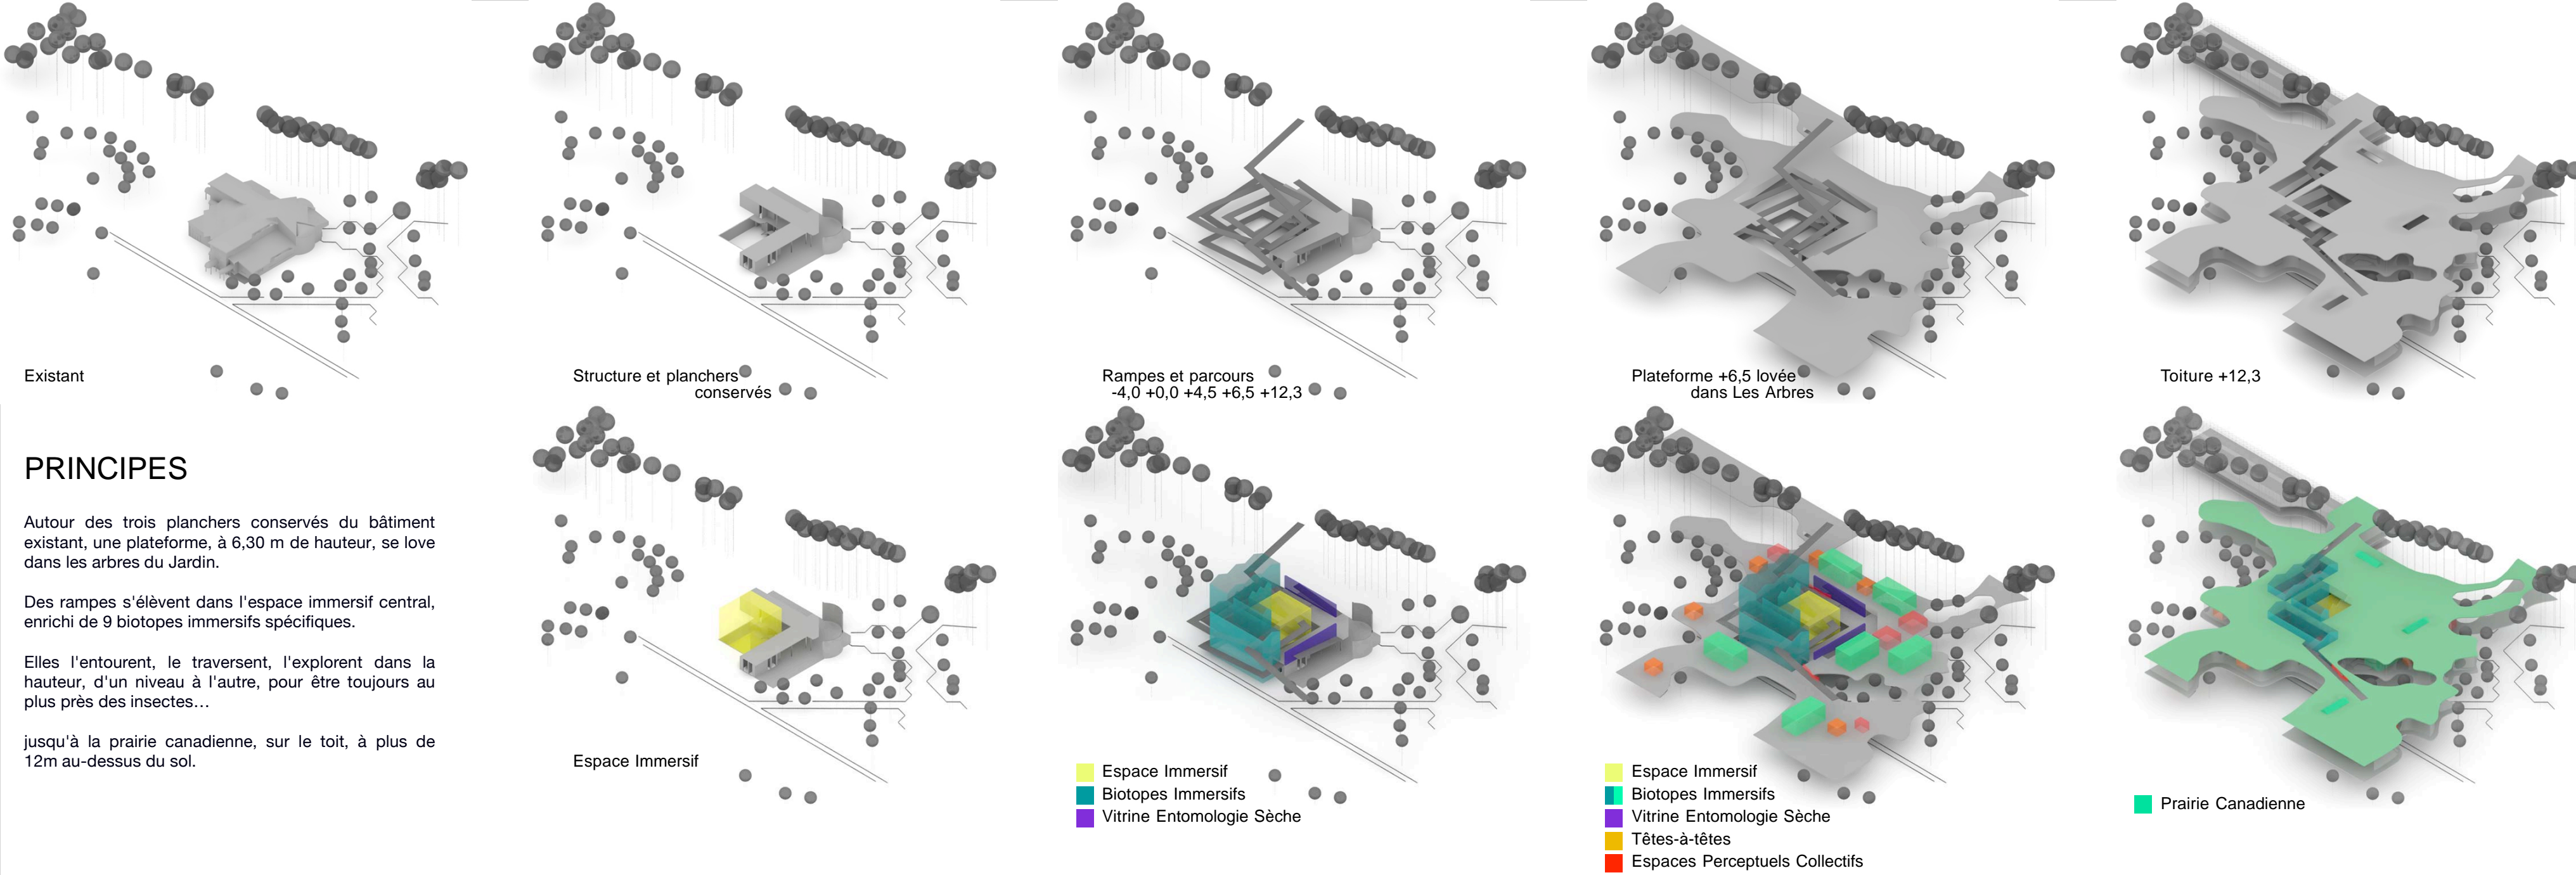 Existant
Structure et planchers
conservés
Rampes et parcours
-4,0 +0,0 +4,5 +6,5 +12,3
Plateforme +6,5 lovée
dans Les Arbres
Toiture +12,3
PRINCIPES
Autour des trois planchers conservés du bâtiment
existant, une plateforme, à 6,30 m de hauteur, se love
dans les arbres du Jardin.
Des rampes s'élèvent dans l'espace immersif central,
enrichi de 9 biotopes immersifs spécifiques.
Elles l'entourent, le traversent, l'explorent dans la
hauteur, d'un niveau à l'autre, pour être toujours au
plus près des insectes…
jusqu'à la prairie canadienne, sur le toit, à plus de
12m au-dessus du sol.
Espace Immersif
Espace Immersif
Biotopes Immersifs
Vitrine Entomologie Sèche
Espace Immersif
Biotopes Immersifs
Vitrine Entomologie Sèche
Têtes-à-têtes
Espaces Perceptuels Collectifs
Prairie Canadienne